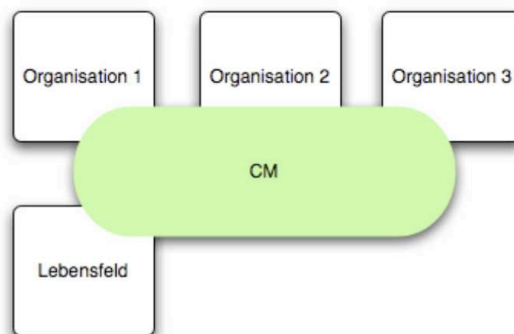 Organisation 1
Organisation 2
Organisation 3
CM
Lebensfeld